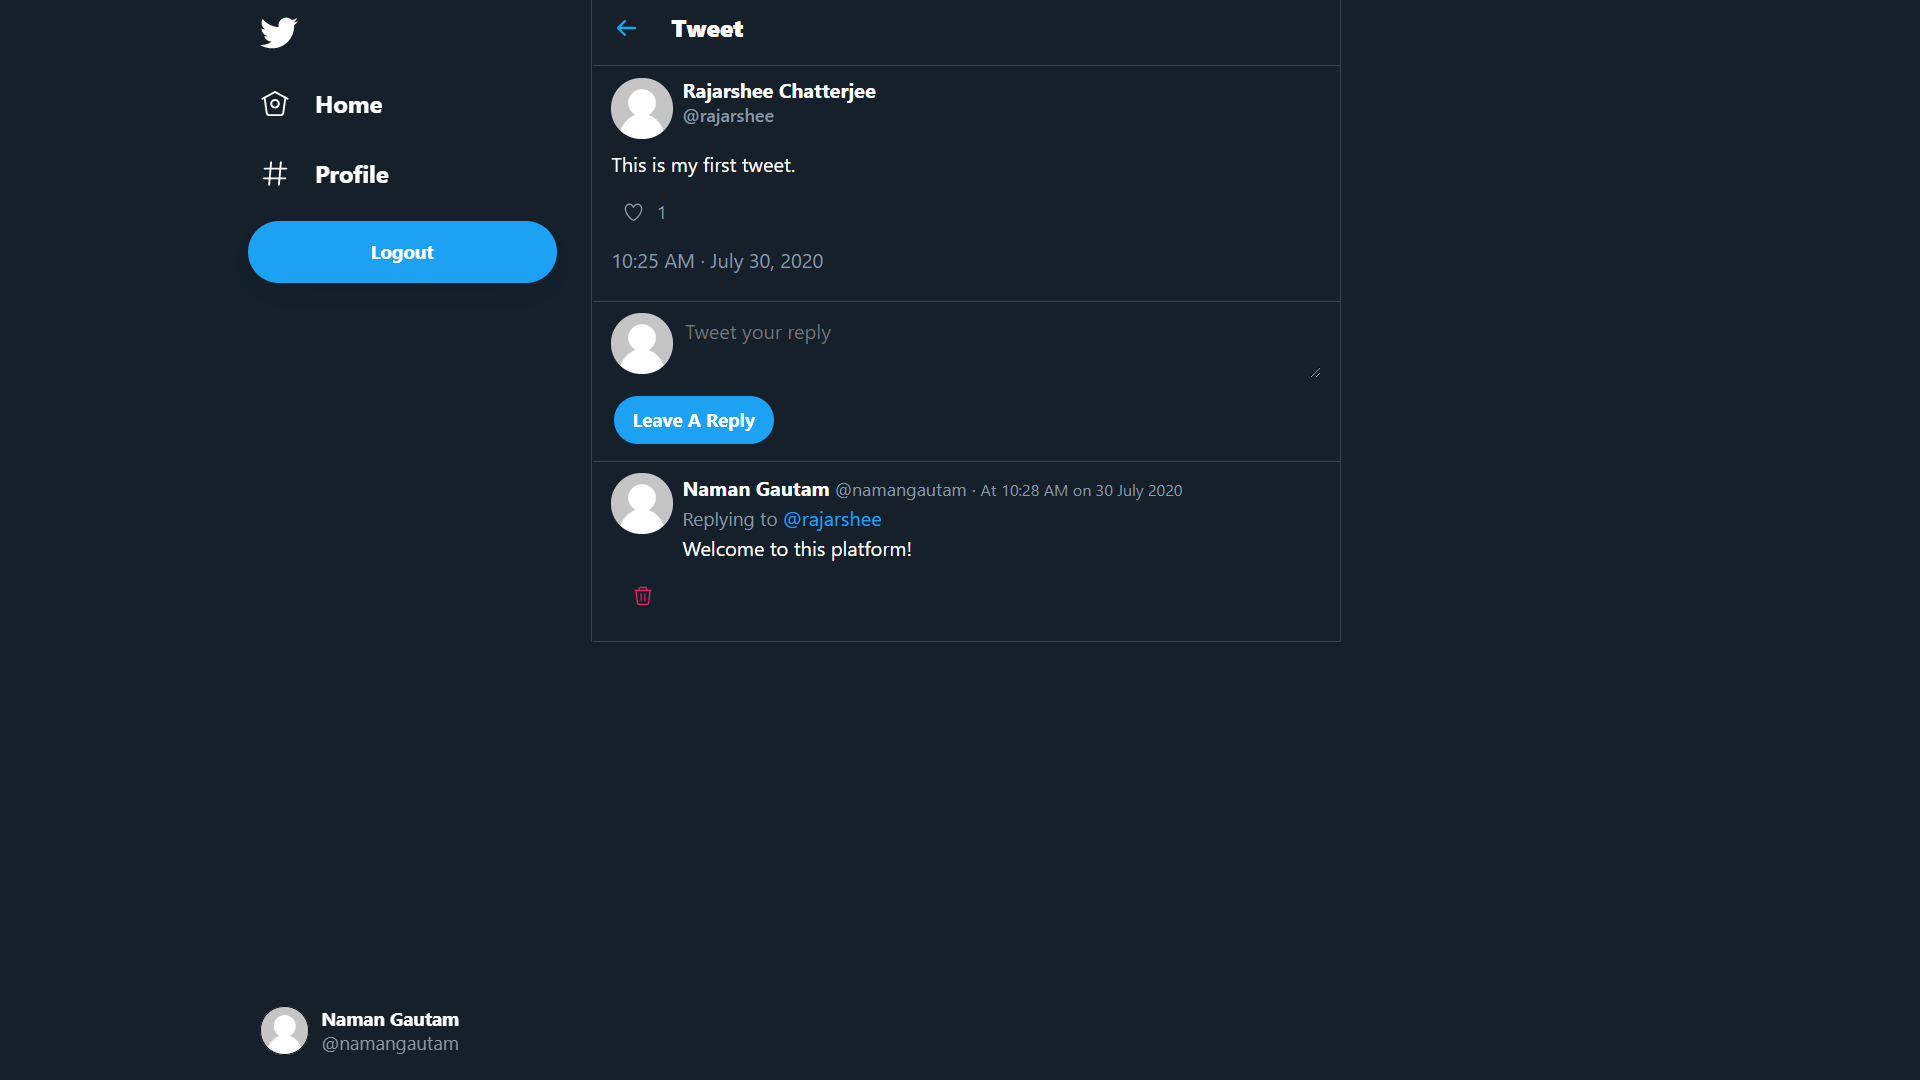 Home
Profile
Logout
Tweet
Rajarshee Chatterjee
@rajarshee
This is my first tweet.
1
10:25 AM · July 30, 2020
Tweet your reply
Leave A Reply
Naman Gautam @namangautam · At 10:28 AM on 30 July 2020
Replying to @rajarshee
Welcome to this platform!
Naman Gautam
@namangautam